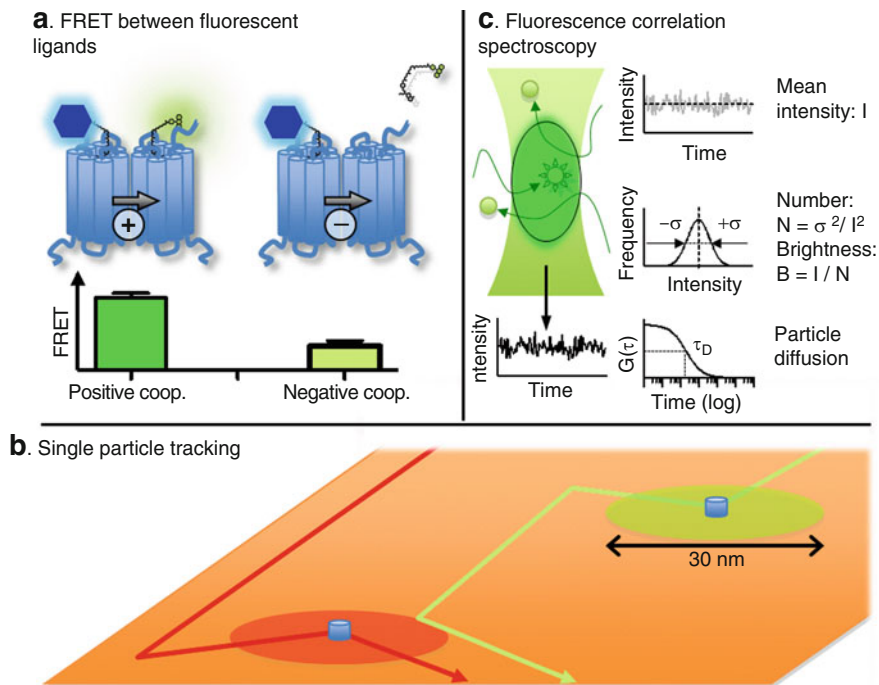 a. FRET between fluorescent
ligands
+
−
FRET
Positive coop.
Negative coop.
c. Fluorescence correlation
spectroscopy
Intensity
Time
Mean
intensity: I
Frequency
−σ
+σ
Intensity
Number:
N = σ ²/ I²
Brightness:
B = I / N
ntensity
Time
G(τ)
τD
Time (log)
Particle
diffusion
b. Single particle tracking
30 nm